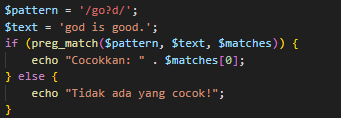 $pattern = '/go?d/';
$text = 'god is good.';
if (preg_match($pattern, $text, $matches)) {
    echo "Cocokkan: " . $matches[0];
} else {
    echo "Tidak ada yang cocok!";
}